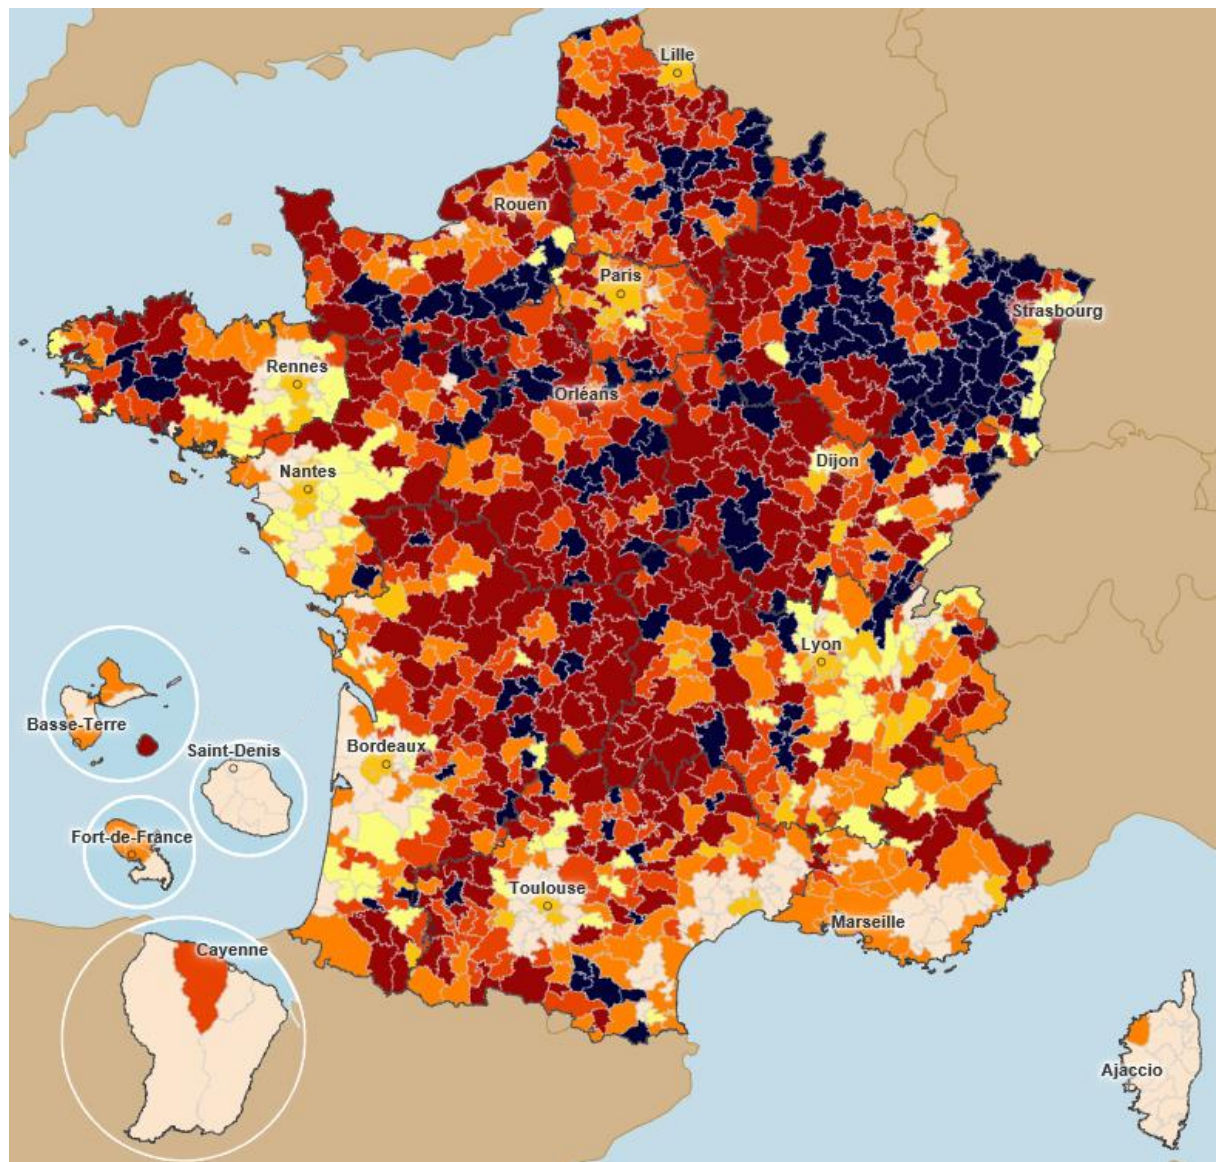 Lille
Rouen
Paris
Strasbourg
Rennes
Orléans
Dijon
Nantes
Lyon
Basse-Terre
Saint-Denis
Bordeaux
Fort-de-France
Toulouse
Marseille
Cayenne
Ajaccio